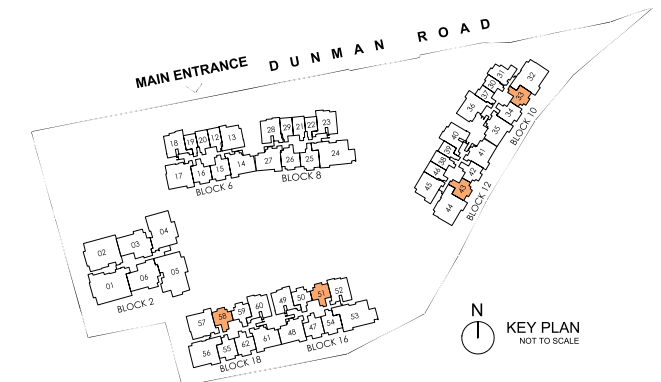 DUNMAN ROAD
MAIN ENTRANCE
18 19 20 12 13
17 16 15 14
BLOCK 6
28 29 21 22 23
27 26 25 24
BLOCK 8
31 32
30 33
37
36 34
35
BLOCK 10
40 41
39
38 42
46 43
45 44
BLOCK 12
02 03 04
01 06 05
BLOCK 2
57 58 59 60
56 55 62 61
BLOCK 18
49 50 51 52
48 47 54 53
BLOCK 16
N
KEY PLAN
NOT TO SCALE